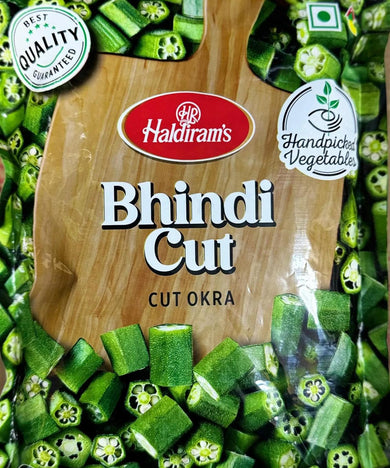 BEST
QUALITY
GUARANTEED
HR
Haldiram's
Handpicked
Vegetables
Bhindi
Cut
CUT OKRA